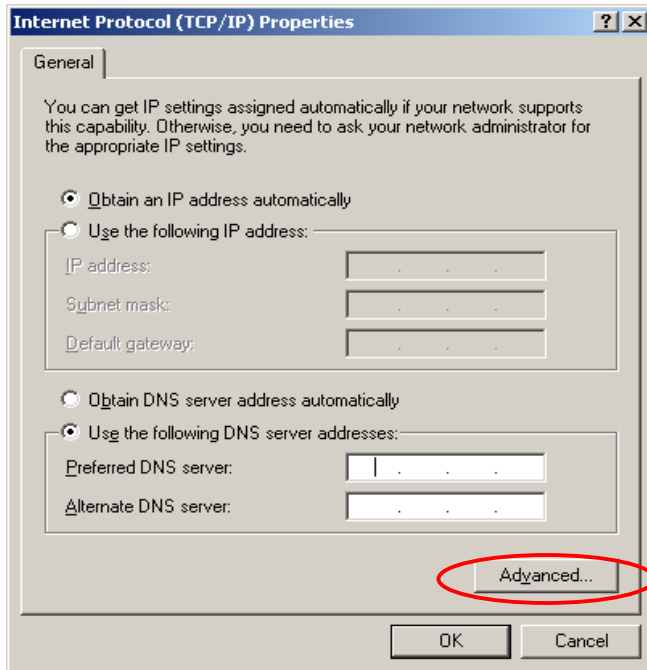 Internet Protocol (TCP/IP) Properties
General
You can get IP settings assigned automatically if your network supports
this capability. Otherwise, you need to ask your network administrator for
the appropriate IP settings.
Obtain an IP address automatically
Use the following IP address:
IP address:
Subnet mask:
Default gateway:
Obtain DNS server address automatically
Use the following DNS server addresses:
Preferred DNS server:
Alternate DNS server:
Advanced...
OK
Cancel